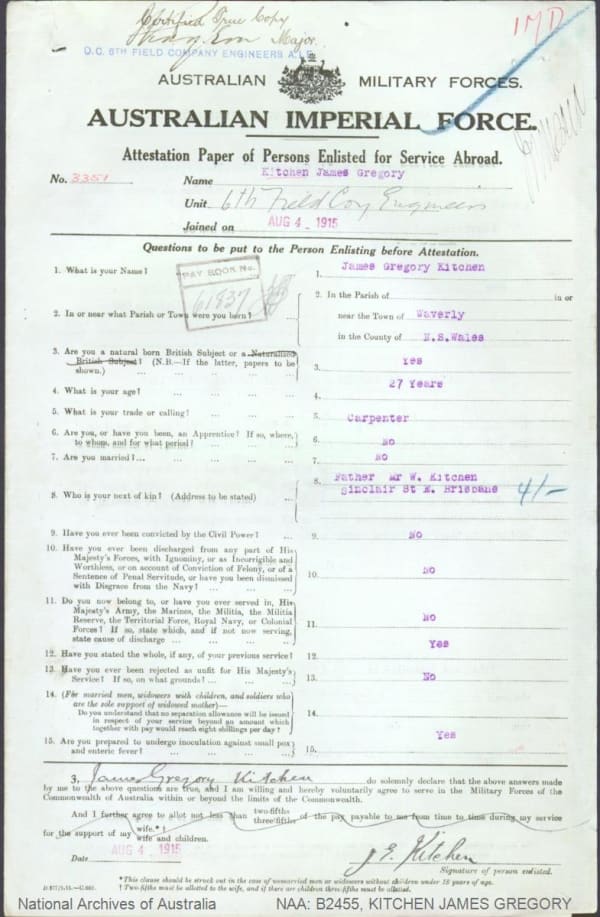 Certified True Copy
Major.
O.C. 6TH FIELD COMPANY ENGINEERS A.I.F.
17 D
AUSTRALIAN MILITARY FORCES.
AUSTRALIAN IMPERIAL FORCE.
Attestation Paper of Persons Enlisted for Service Abroad.
No. 3351 Name Kitchen James Gregory
Unit 6th Field Coy Engineers
Joined on AUG 4 - 1915
Questions to be put to the Person Enlisting before Attestation.
PAY BOOK No.
61837
1. What is your Name? ... 1. James Gregory Kitchen
2. In or near what Parish or Town were you born? 2. In the Parish of in or
near the Town of Waverly
in the County of N.S.Wales
3. Are you a natural born British Subject or a Naturalised
British Subject? (N.B.—If the latter, papers to be
shown.) ... ... ... ... 3. Yes
4. What is your age? ... ... ... 4. 27 Years
5. What is your trade or calling? ... ... ... 5. Carpenter
6. Are you, or have you been, an Apprentice? If so, where,
to whom, and for what period? ... ... ... 6. No
7. Are you married?... ... ... ... 7. No
8. Who is your next of kin? (Address to be stated) ... 8. Father Mr W. Kitchen
Sinclair St E. Brisbane 4/-
9. Have you ever been convicted by the Civil Power? ... 9. No
10. Have you ever been discharged from any part of His
Majesty's Forces, with Ignominy, or as Incorrigible and
Worthless, or on account of Conviction of Felony, or of a
Sentence of Penal Servitude, or have you been dismissed
with Disgrace from the Navy? ... ... 10. No
11. Do you now belong to, or have you ever served in, His
Majesty's Army, the Marines, the Militia, the Militia
Reserve, the Territorial Force, Royal Navy, or Colonial
Forces? If so, state which, and if not now serving,
state cause of discharge ... ... ... 11. No
12. Have you stated the whole, if any, of your previous service? 12. Yes
13. Have you ever been rejected as unfit for His Majesty's
Service? If so, on what grounds? ... ... 13. No
14. (For married men, widowers with children, and soldiers who
are the sole support of widowed mother)—
Do you understand that no separation allowance will be issued
in respect of your service beyond an amount which
together with pay would reach eight shillings per day? 14.
15. Are you prepared to undergo inoculation against small pox
and enteric fever? ... ... ... 15. Yes
3, James Gregory Kitchen do solemnly declare that the above answers made
by me to the above questions are true, and I am willing and hereby voluntarily agree to serve in the Military Forces of the
Commonwealth of Australia within or beyond the limits of the Commonwealth.
And I further agree to allot not less than two-fifths three-fifths of the pay payable to me from time to time during my service
for the support of my wife.* † wife and children.
Date AUG 4 - 1915
J. G. Kitchen
Signature of person enlisted.
*This clause should be struck out in the case of unmarried men or widowers without children under 18 years of age.
† Two-fifths must be allotted to the wife, and if there are children three-fifths must be allotted.
National Archives of Australia NAA: B2455, KITCHEN JAMES GREGORY